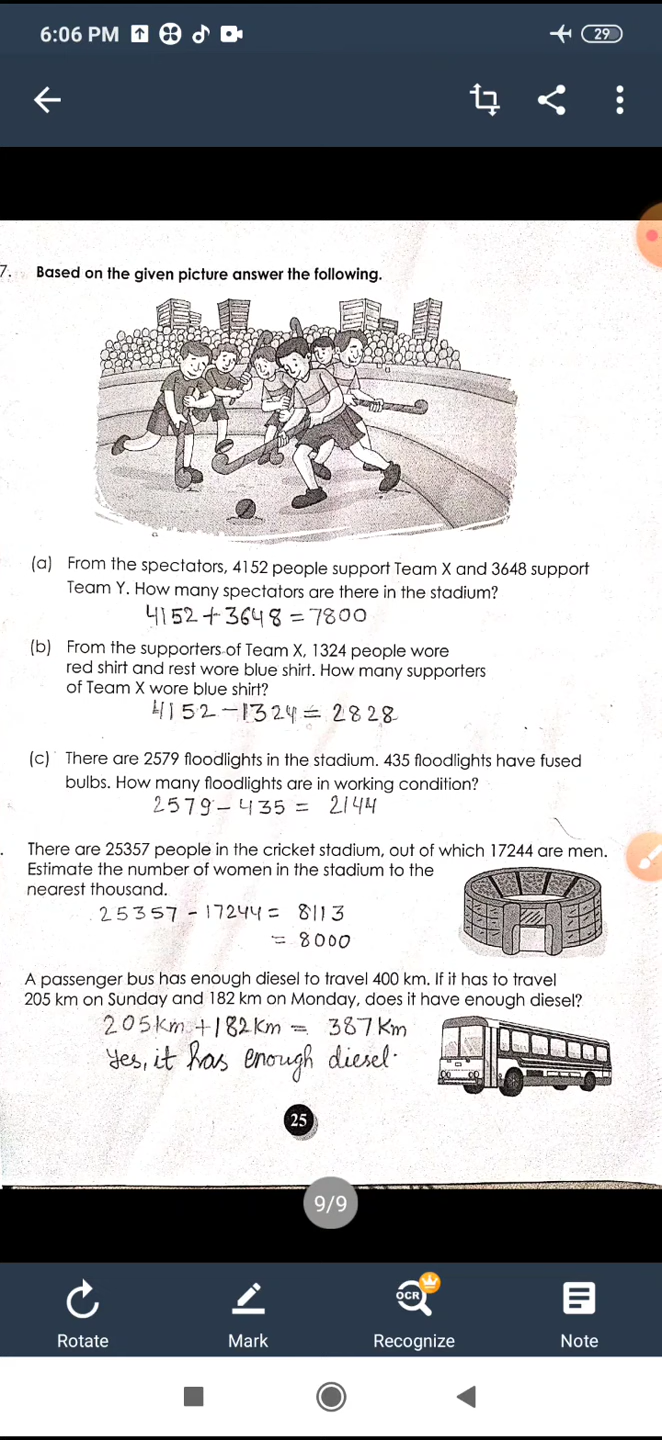 6:06 PM
29
7. Based on the given picture answer the following.
(a) From the spectators, 4152 people support Team X and 3648 support
Team Y. How many spectators are there in the stadium?
4152 + 3648 = 7800
(b) From the supporters of Team X, 1324 people wore
red shirt and rest wore blue shirt. How many supporters
of Team X wore blue shirt?
4152 - 1324 = 2828
(c) There are 2579 floodlights in the stadium. 435 floodlights have fused
bulbs. How many floodlights are in working condition?
2579 - 435 = 2144
. There are 25357 people in the cricket stadium, out of which 17244 are men.
Estimate the number of women in the stadium to the
nearest thousand.
25357 - 17244 = 8113
= 8000
A passenger bus has enough diesel to travel 400 km. If it has to travel
205 km on Sunday and 182 km on Monday, does it have enough diesel?
205 Km + 182 Km = 387 Km
Yes, it has enough diesel.
25
9/9
OCR
Rotate Mark Recognize Note